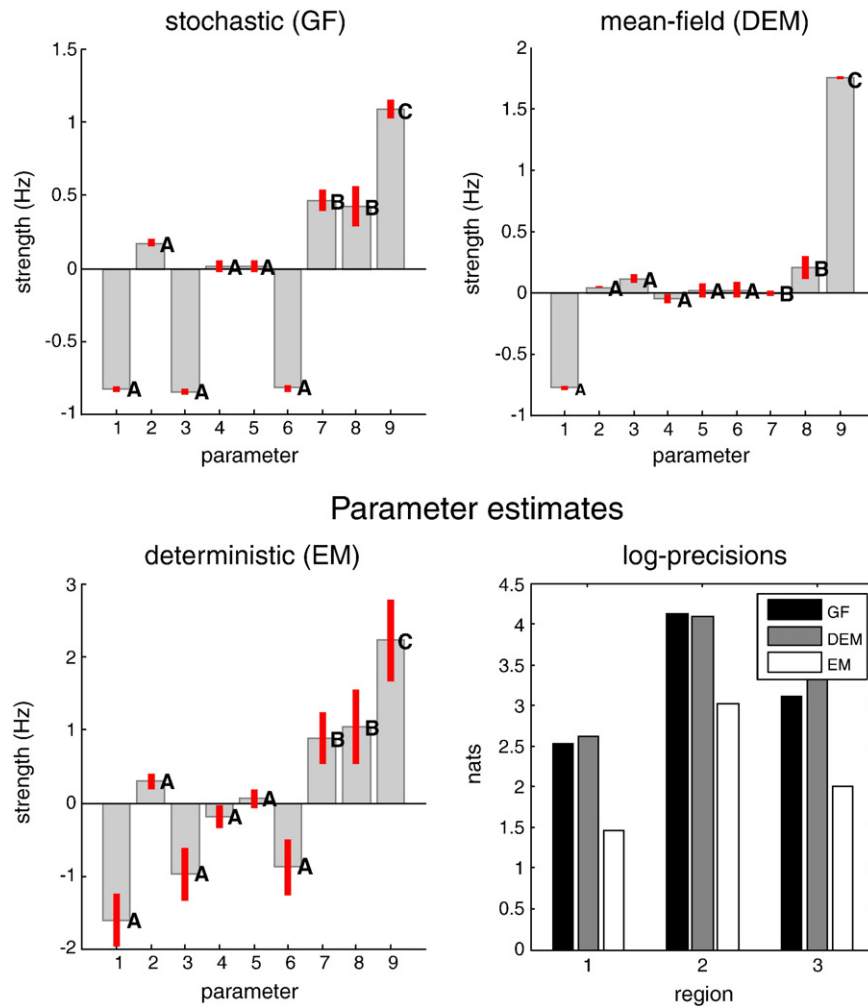 stochastic (GF)
1.5
1
0.5
0
-0.5
-1
strength (Hz)
A
A
A
A
A
A
B
B
C
1 2 3 4 5 6 7 8 9
parameter
mean-field (DEM)
2
1.5
1
0.5
0
-0.5
-1
strength (Hz)
A
A
A
A
A
A
B
B
C
1 2 3 4 5 6 7 8 9
parameter
Parameter estimates
deterministic (EM)
3
2
1
0
-1
-2
strength (Hz)
A
A
A
A
A
A
B
B
C
1 2 3 4 5 6 7 8 9
parameter
log-precisions
4.5
4
3.5
3
2.5
2
1.5
1
0.5
0
nats
GF
DEM
EM
1 2 3
region